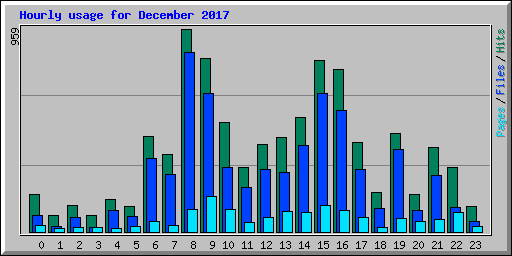 Hourly usage for December 2017
959
Pages / Files / Hits
0 1 2 3 4 5 6 7 8 9 10 11 12 13 14 15 16 17 18 19 20 21 22 23